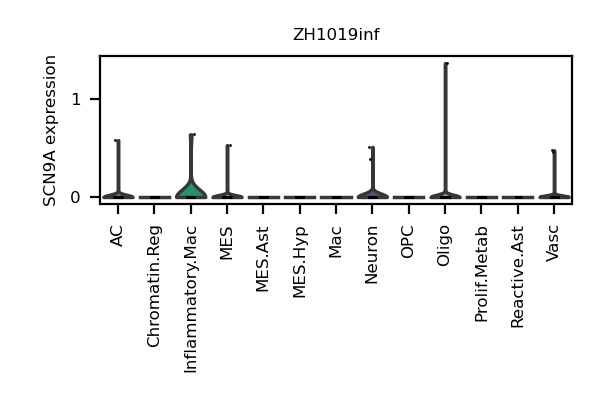 ZH1019inf
SCN9A expression
1
0
AC
Chromatin.Reg
Inflammatory.Mac
MES
MES.Ast
MES.Hyp
Mac
Neuron
OPC
Oligo
Prolif.Metab
Reactive.Ast
Vasc